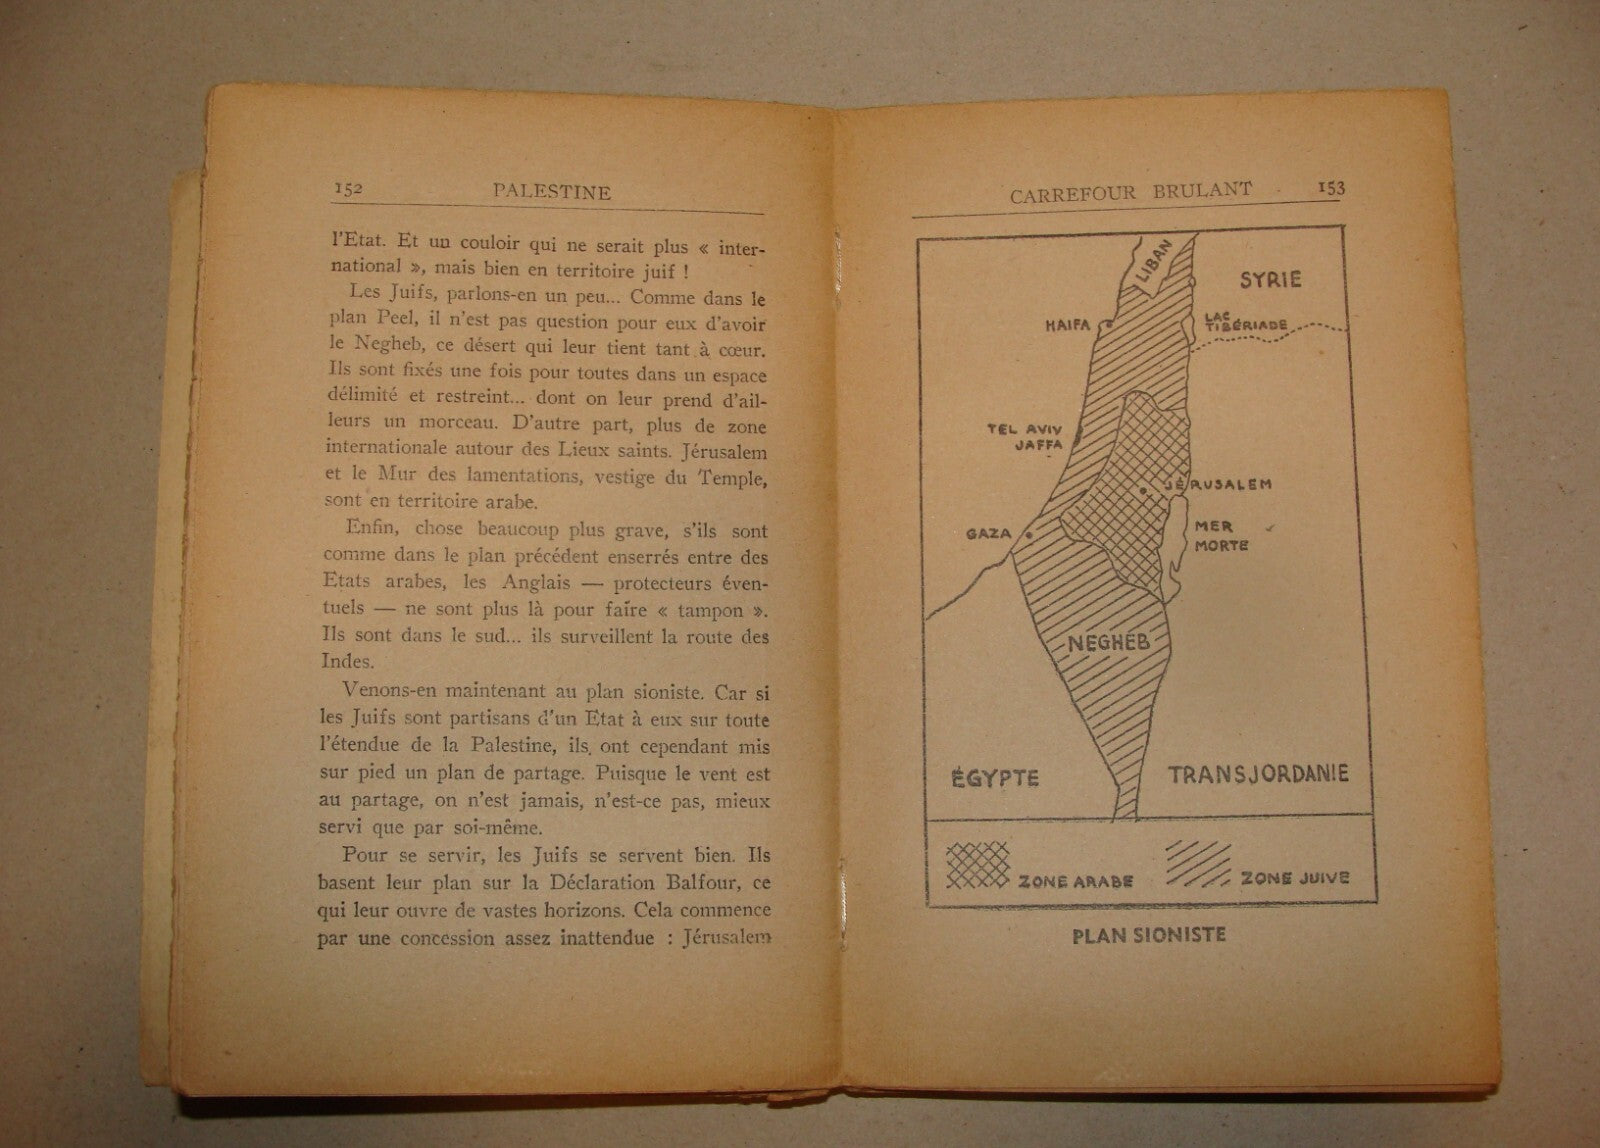 152 PALESTINE
l'Etat. Et un couloir qui ne serait plus « inter-
national », mais bien en territoire juif !
Les Juifs, parlons-en un peu... Comme dans le
plan Peel, il n'est pas question pour eux d'avoir
le Negheb, ce désert qui leur tient tant à cœur.
Ils sont fixés une fois pour toutes dans un espace
délimité et restreint... dont on leur prend d'ail-
leurs un morceau. D'autre part, plus de zone
internationale autour des Lieux saints. Jérusalem
et le Mur des lamentations, vestige du Temple,
sont en territoire arabe.
Enfin, chose beaucoup plus grave, s'ils sont
comme dans le plan précédent enserrés entre des
Etats arabes, les Anglais — protecteurs éven-
tuels — ne sont plus là pour faire « tampon ».
Ils sont dans le sud... ils surveillent la route des
Indes.
Venons-en maintenant au plan sioniste. Car si
les Juifs sont partisans d'un Etat à eux sur toute
l'étendue de la Palestine, ils ont cependant mis
sur pied un plan de partage. Puisque le vent est
au partage, on n'est jamais, n'est-ce pas, mieux
servi que par soi-même.
Pour se servir, les Juifs se servent bien. Ils
basent leur plan sur la Déclaration Balfour, ce
qui leur ouvre de vastes horizons. Cela commence
par une concession assez inattendue : Jérusalem
CARREFOUR BRULANT 153
LIBAN
SYRIE
HAIFA
LAC
TIBÉRIADE
TEL AVIV
JAFFA
JÉRUSALEM
GAZA
MER
MORTE
NEGHEB
ÉGYPTE
TRANSJORDANIE
ZONE ARABE
ZONE JUIVE
PLAN SIONISTE